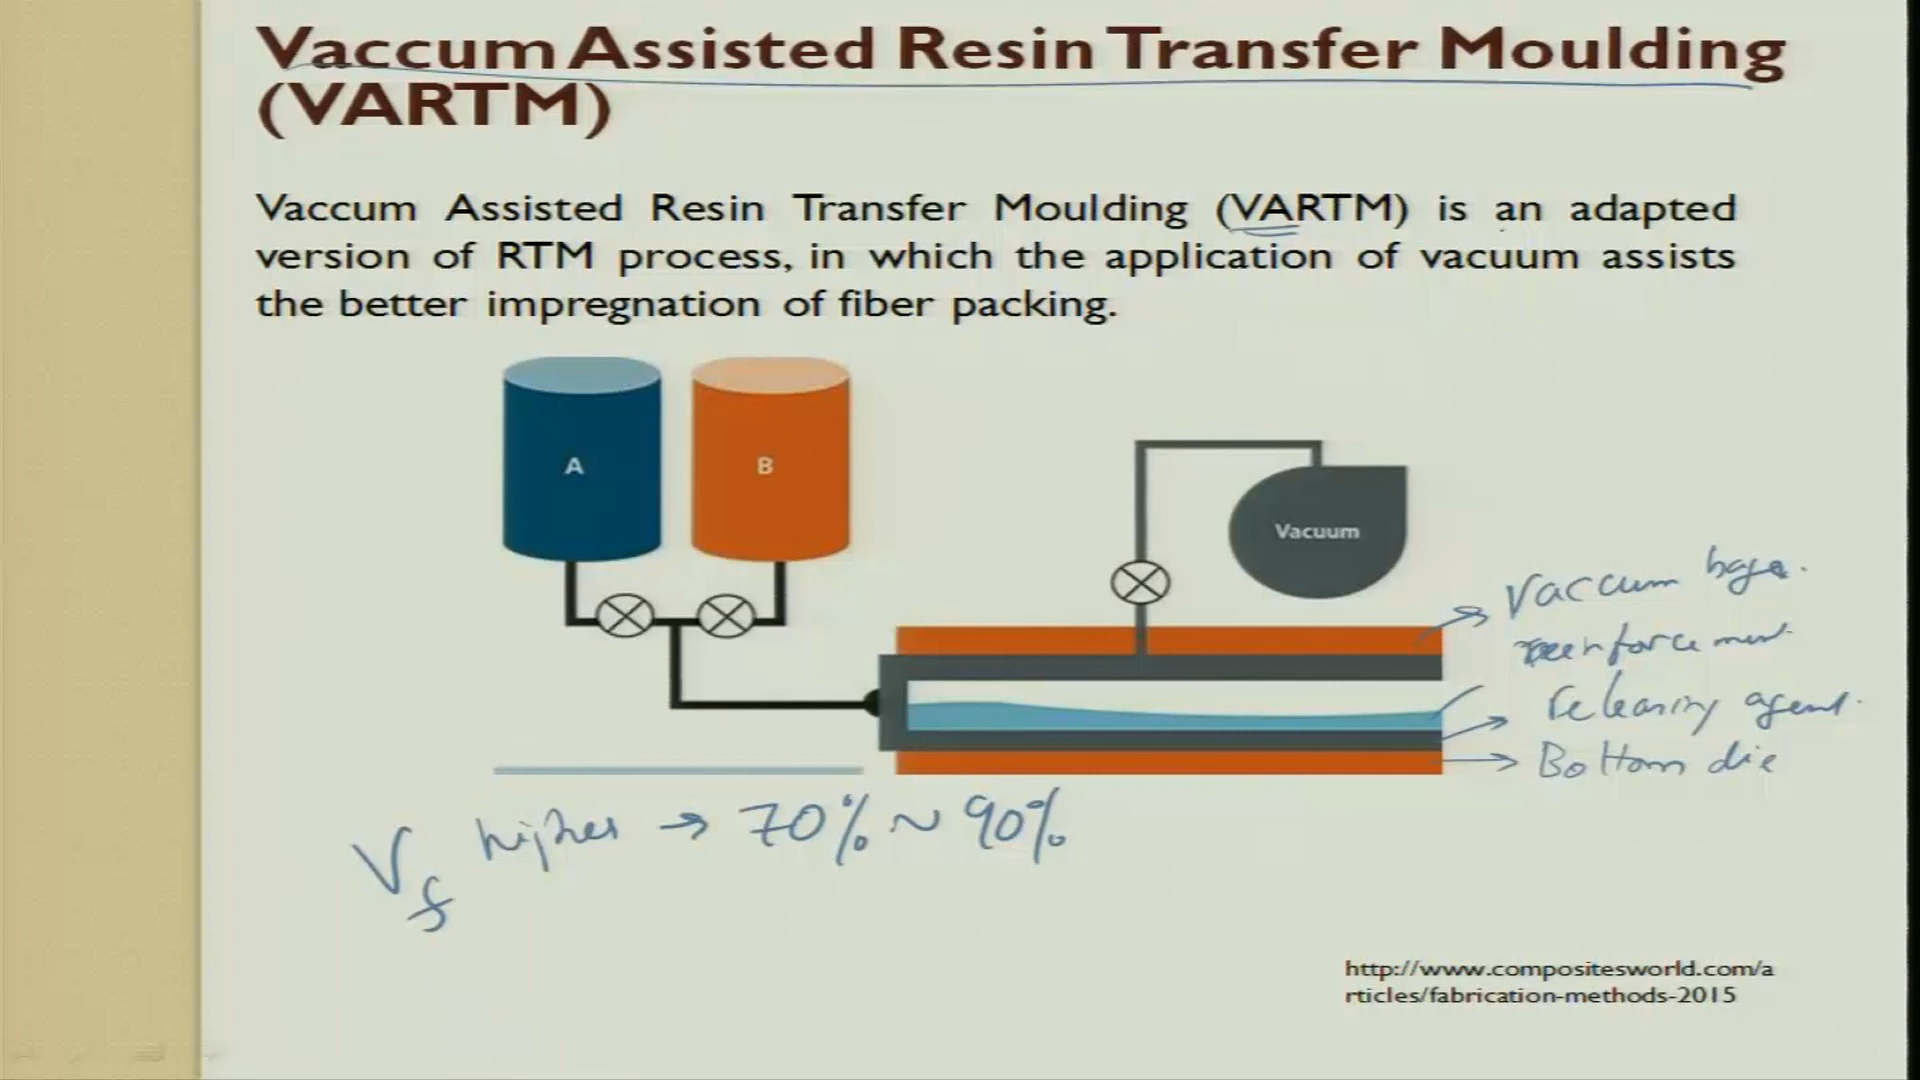 Vaccum Assisted Resin Transfer Moulding
(VARTM)
Vaccum Assisted Resin Transfer Moulding (VARTM) is an adapted
version of RTM process, in which the application of vacuum assists
the better impregnation of fiber packing.
A
B
Vacuum
Vaccum
reenforcement
releasing agent.
Bottom die
Vf higher → 70% ~ 90%
http://www.compositesworld.com/a
rticles/fabrication-methods-2015